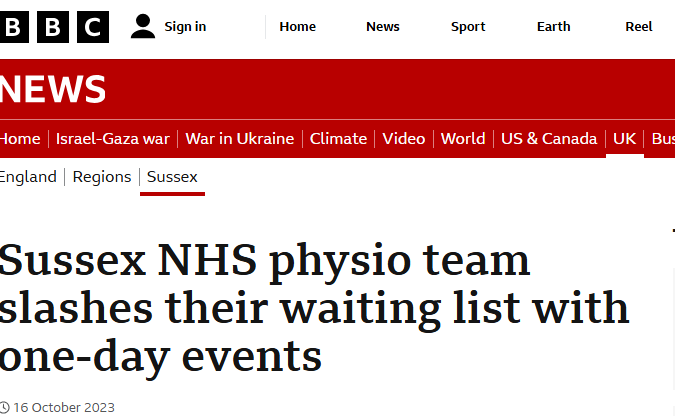 BBC Sign in Home News Sport Earth Reel
NEWS
Home Israel-Gaza war War in Ukraine Climate Video World US & Canada UK Bus
England Regions Sussex
Sussex NHS physio team
slashes their waiting list with
one-day events
16 October 2023